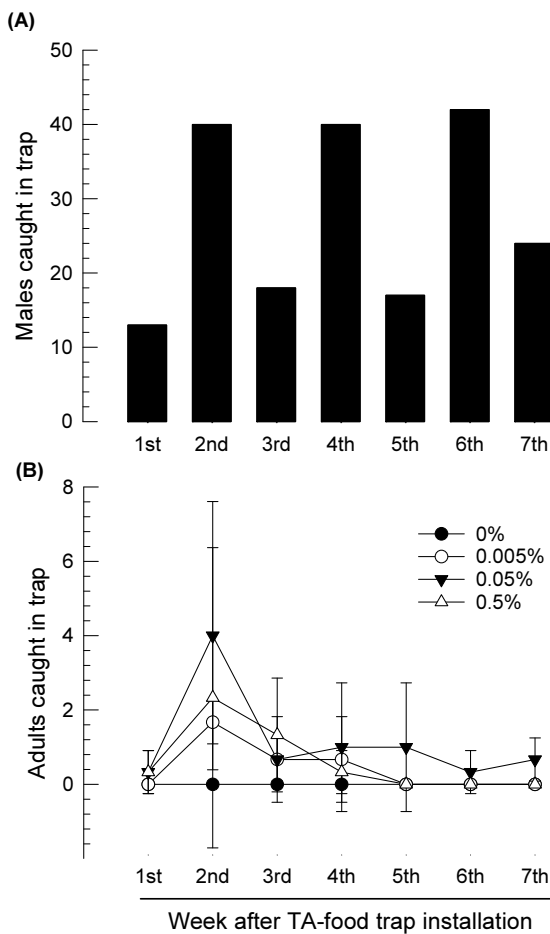 (A)
50
40
30
20
10
0
Males caught in trap
1st 2nd 3rd 4th 5th 6th 7th
(B)
8
6
4
2
0
Adults caught in trap
0%
0.005%
0.05%
0.5%
1st 2nd 3rd 4th 5th 6th 7th
Week after TA-food trap installation